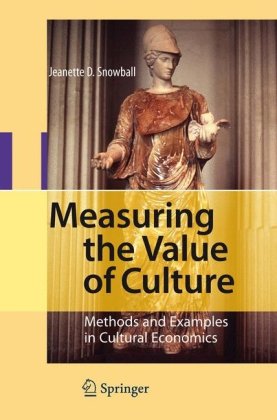 Jeanette D. Snowball
Measuring
the Value
of Culture
Methods and Examples
in Cultural Economics
Springer